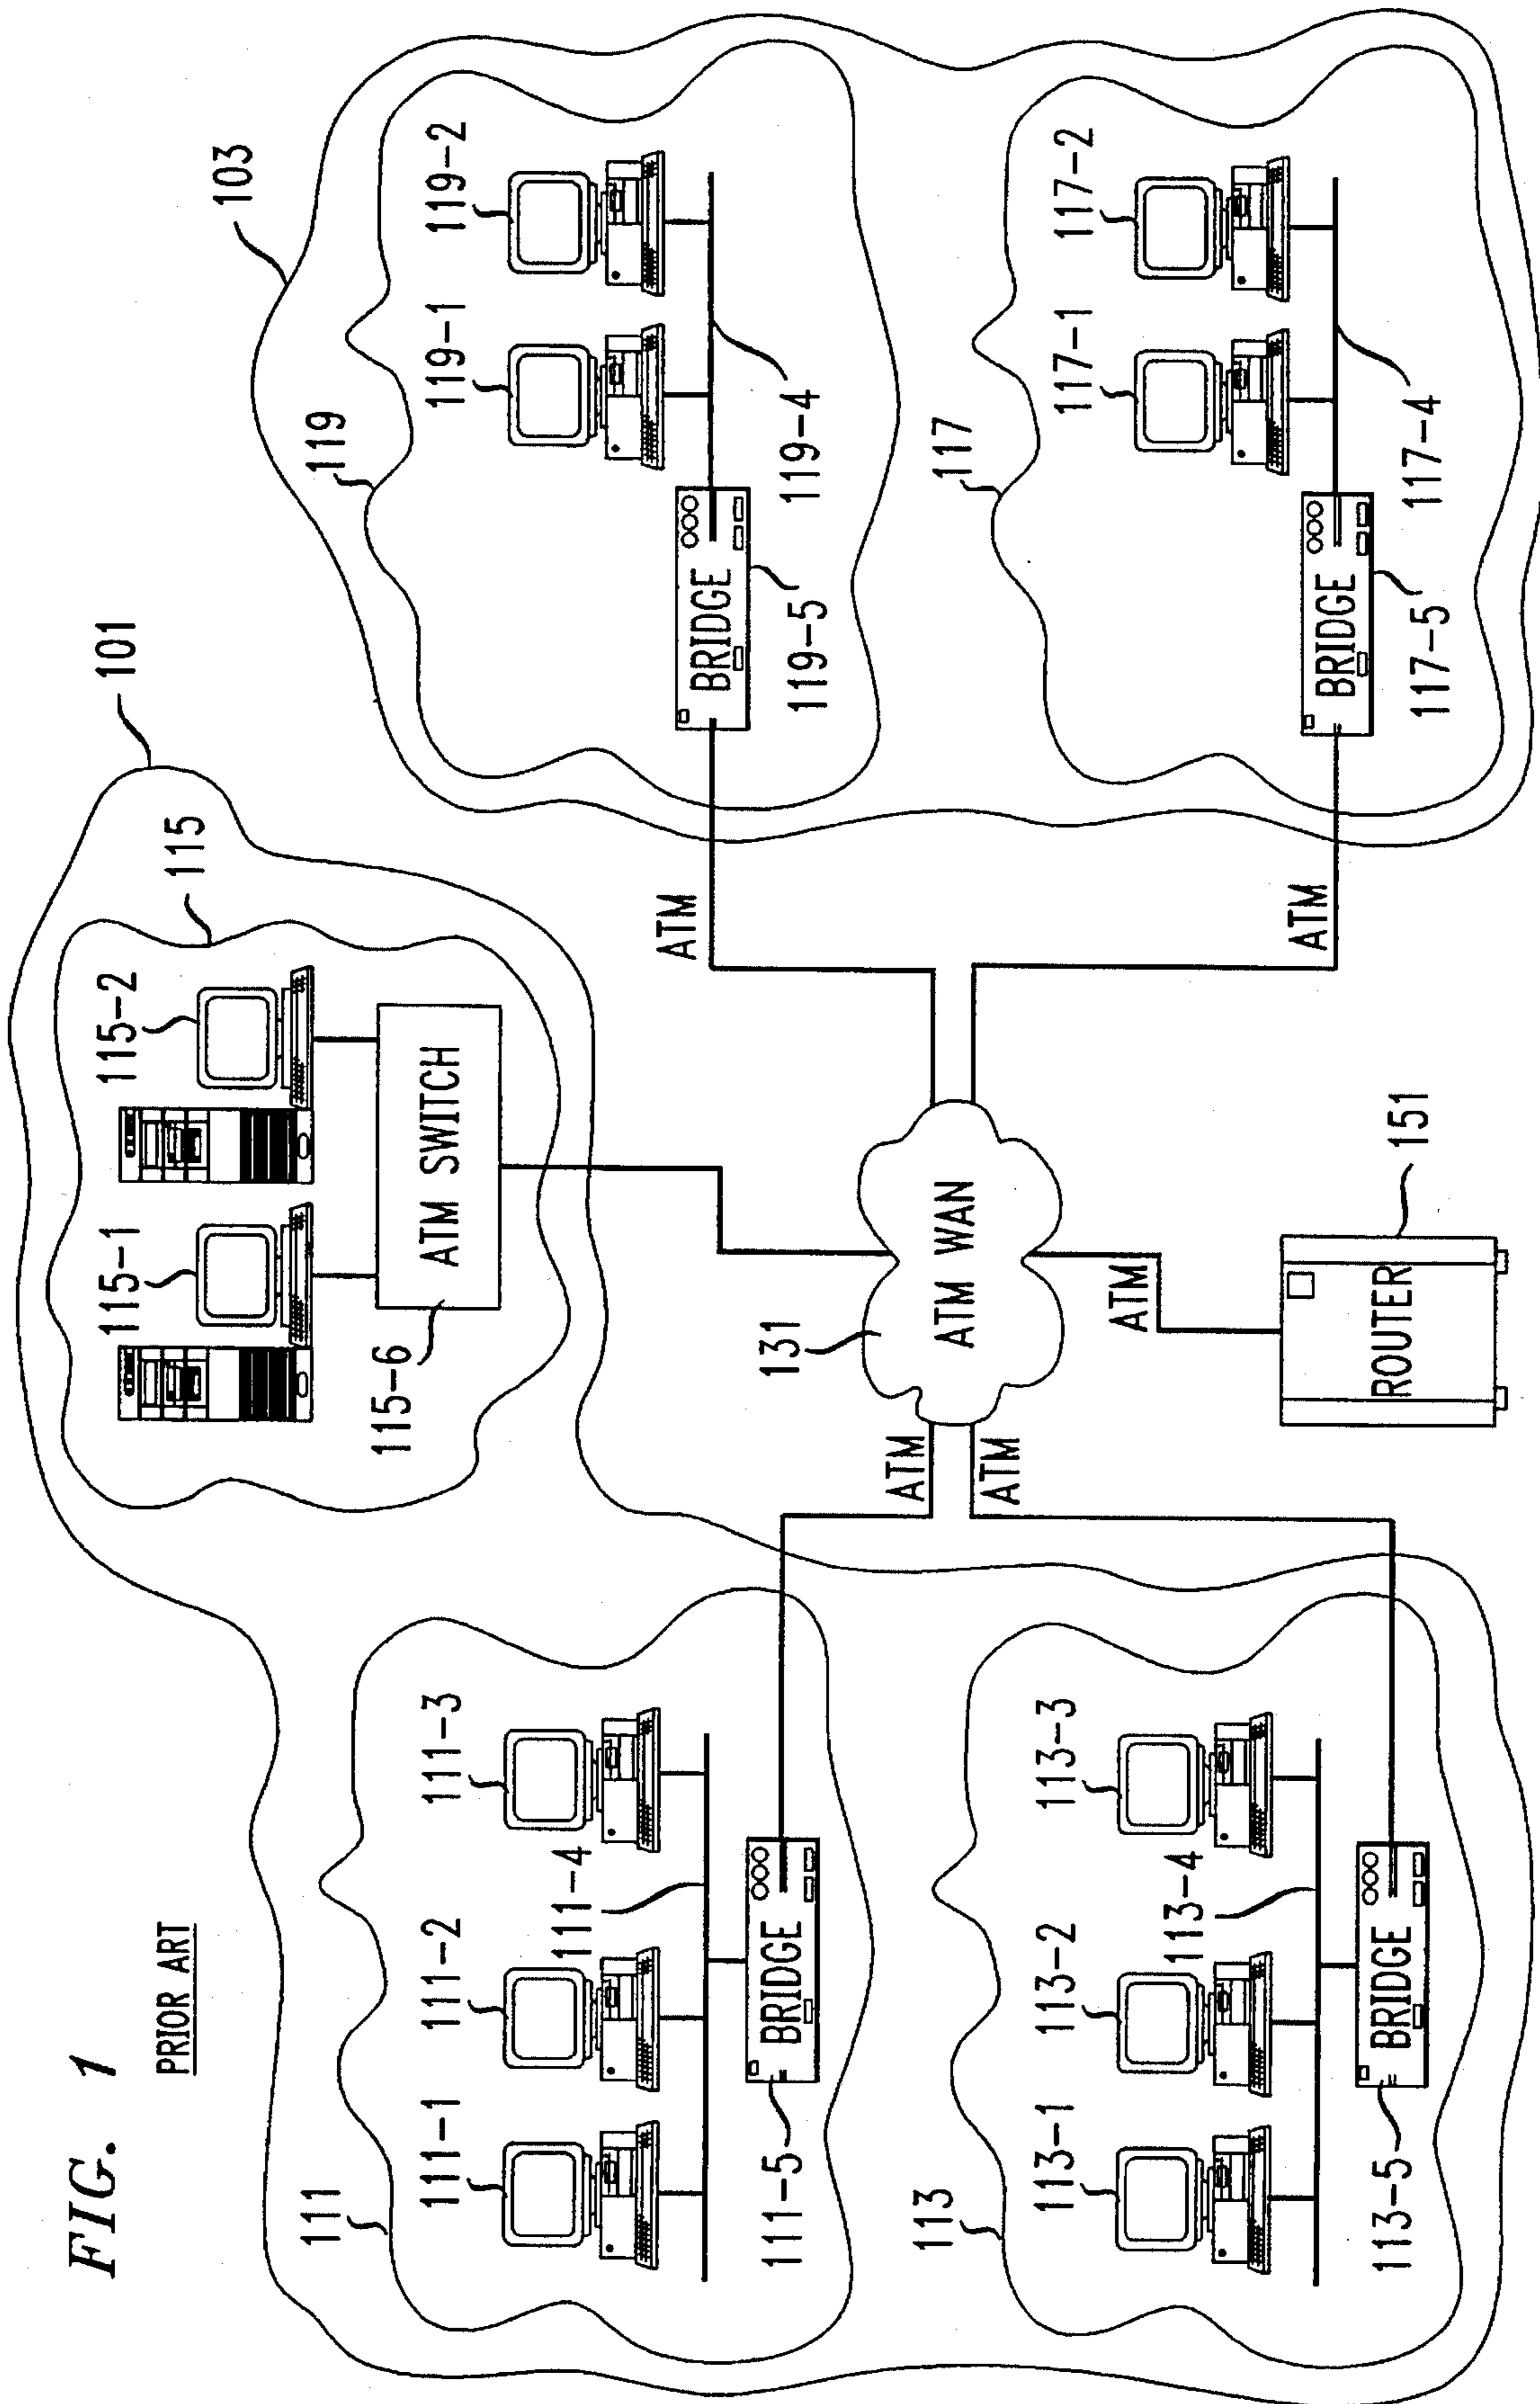 FIG. 1
PRIOR ART
101
115
115-1
115-2
ATM SWITCH
115-6
103
119
119-1
119-2
119-4
BRIDGE
119-5
ATM
111
111-1
111-2
111-3
111-4
BRIDGE
111-5
ATM
131
ATM WAN
ATM
117
117-1
117-2
117-4
BRIDGE
117-5
ATM
113
113-1
113-2
113-3
113-4
BRIDGE
113-5
ATM
ROUTER
151